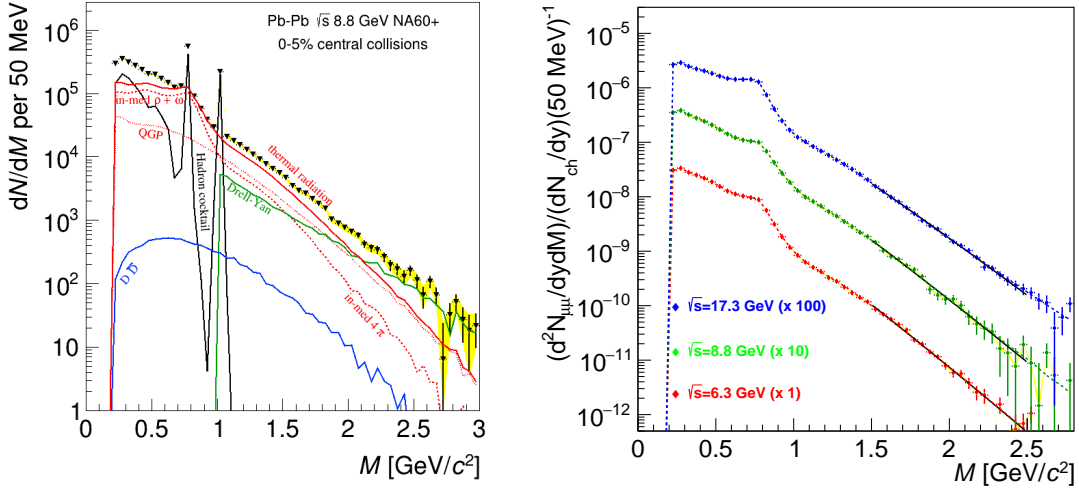 dN/dM per 50 MeV
10⁶
10⁵
10⁴
10³
10²
10
1
Pb-Pb √s 8.8 GeV NA60+
0-5% central collisions
in-med ρ + ω
QGP
Hadron cocktail
thermal radiation
Drell-Yan
D D̅
in-med 4 π
0 0.5 1 1.5 2 2.5 3
M [GeV/c²]
(d²N_μμ/dydM)/(dN_ch/dy)(50 MeV)⁻¹
10⁻⁵
10⁻⁶
10⁻⁷
10⁻⁸
10⁻⁹
10⁻¹⁰
10⁻¹¹
10⁻¹²
√s=17.3 GeV (x 100)
√s=8.8 GeV (x 10)
√s=6.3 GeV (x 1)
0 0.5 1.0 1.5 2.0 2.5
M [GeV/c²]